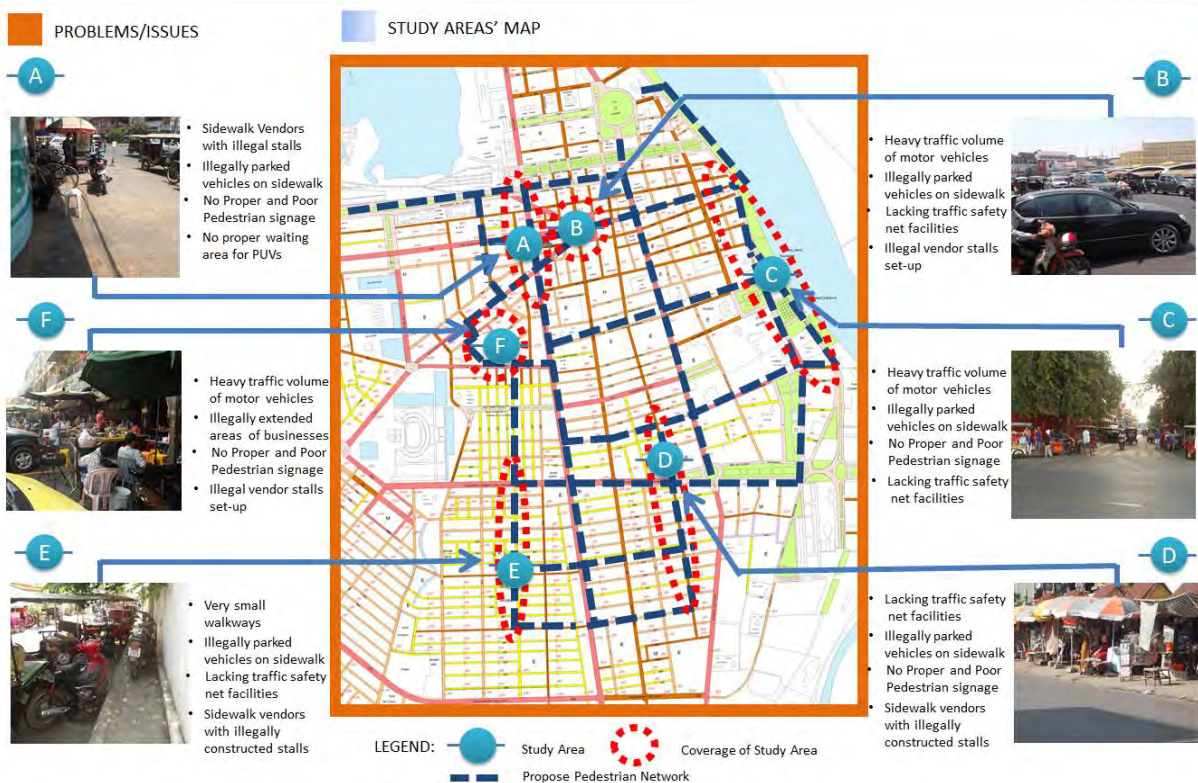 PROBLEMS/ISSUES
STUDY AREAS' MAP
A
• Sidewalk Vendors
with illegal stalls
• Illegally parked
vehicles on sidewalk
• No Proper and Poor
Pedestrian signage
• No proper waiting
area for PUVs
F
• Heavy traffic volume
of motor vehicles
• Illegally extended
areas of businesses
• No Proper and Poor
Pedestrian signage
• Illegal vendor stalls
set-up
E
• Very small
walkways
• Illegally parked
vehicles on sidewalk
• Lacking traffic safety
net facilities
• Sidewalk vendors
with illegally
constructed stalls
A
B
C
F
D
E
B
• Heavy traffic volume
of motor vehicles
• Illegally parked
vehicles on sidewalk
• Lacking traffic safety
net facilities
• Illegal vendor stalls
set-up
C
• Heavy traffic volume
of motor vehicles
• Illegally parked
vehicles on sidewalk
• No Proper and Poor
Pedestrian signage
• Lacking traffic safety
net facilities
D
• Lacking traffic safety
net facilities
• Illegally parked
vehicles on sidewalk
• No Proper and Poor
Pedestrian signage
• Sidewalk vendors
with illegally
constructed stalls
LEGEND:
Study Area
Coverage of Study Area
Propose Pedestrian Network